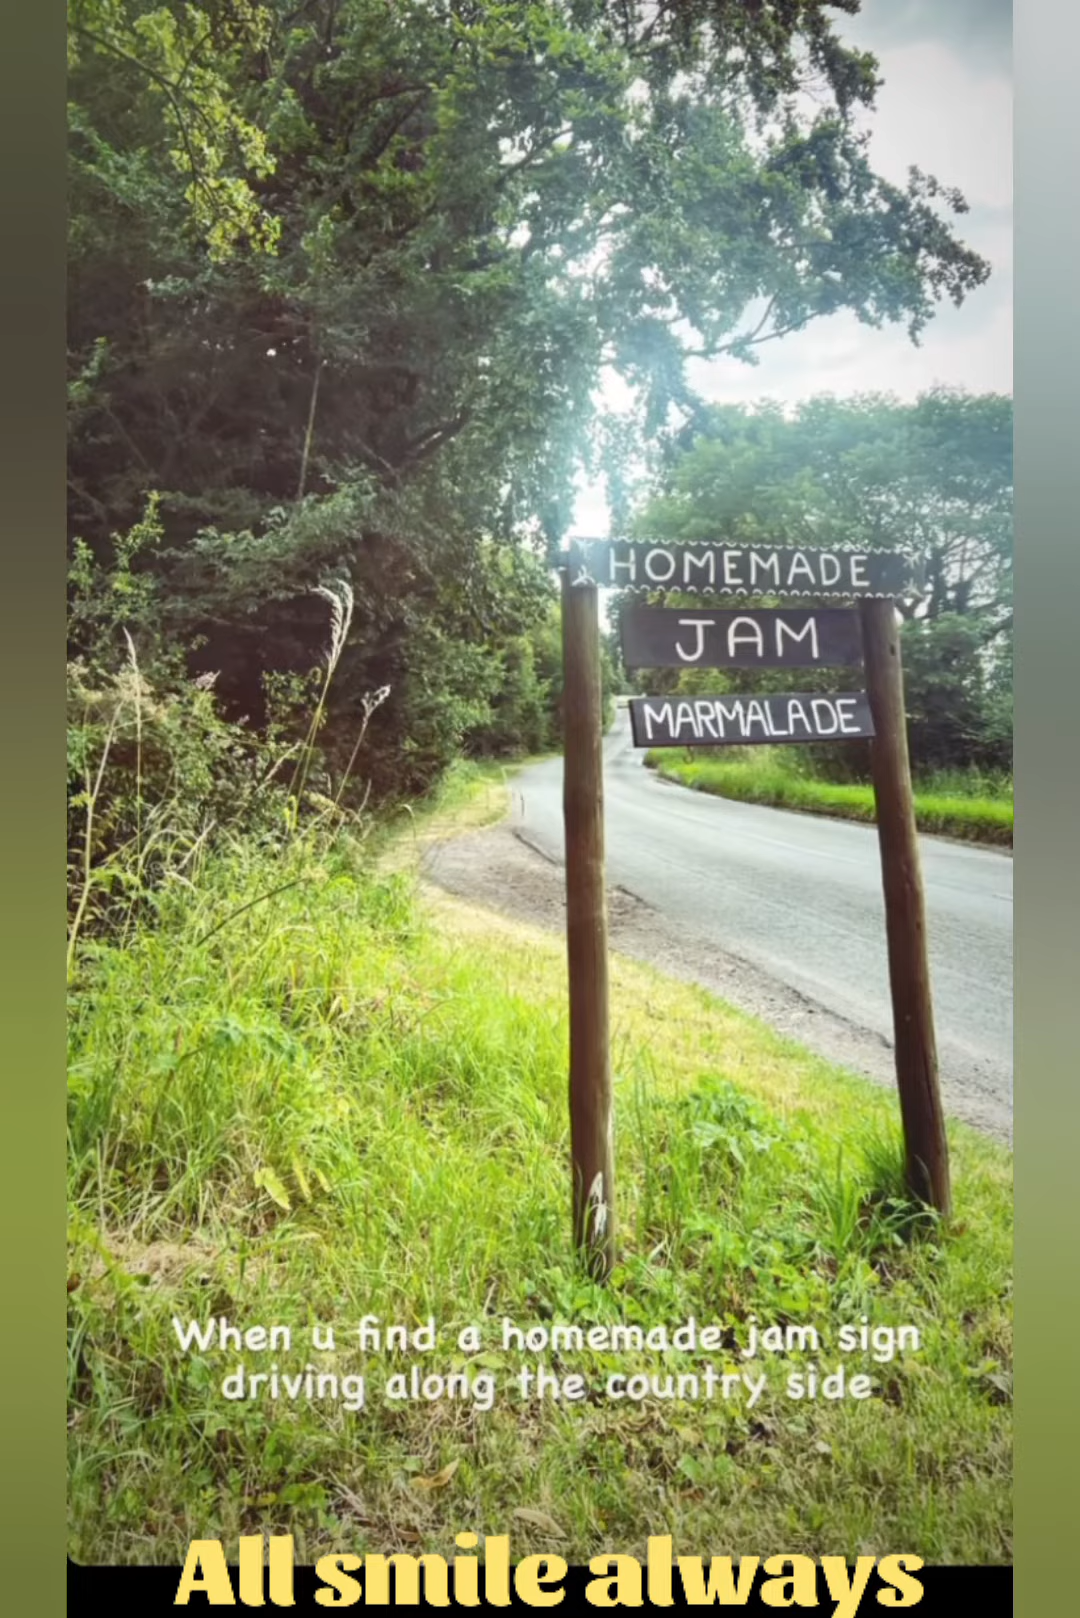 HOMEMADE
JAM
MARMALADE
When u find a homemade jam sign
driving along the country side
All smile always